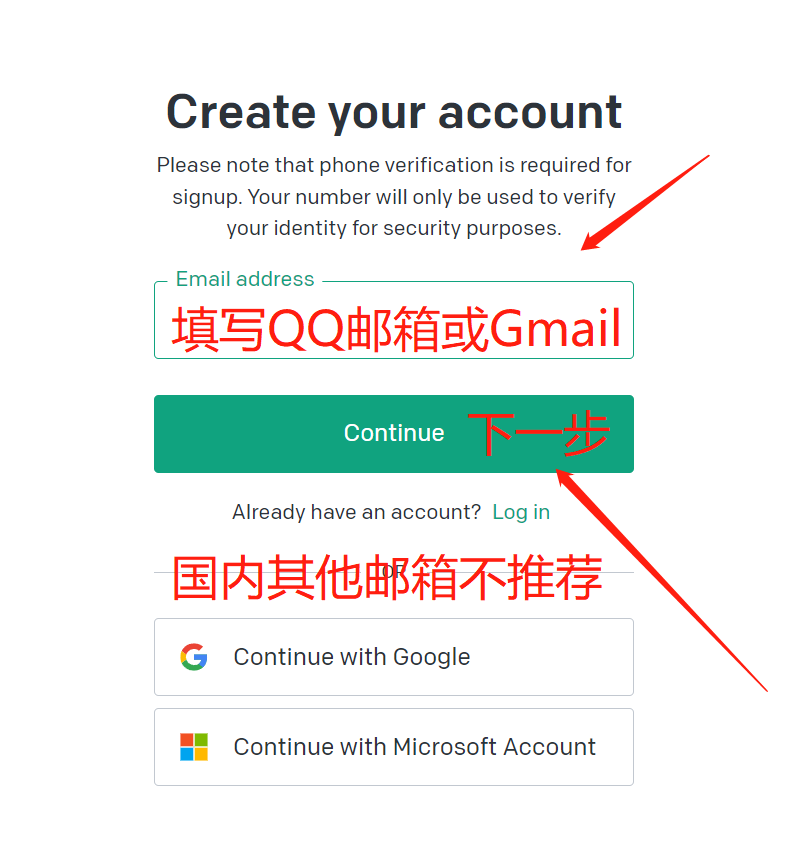 Create your account
Please note that phone verification is required for
signup. Your number will only be used to verify
your identity for security purposes.
Email address
填写QQ邮箱或Gmail
Continue 下一步
Already have an account? Log in
OR
国内其他邮箱不推荐
Continue with Google
Continue with Microsoft Account